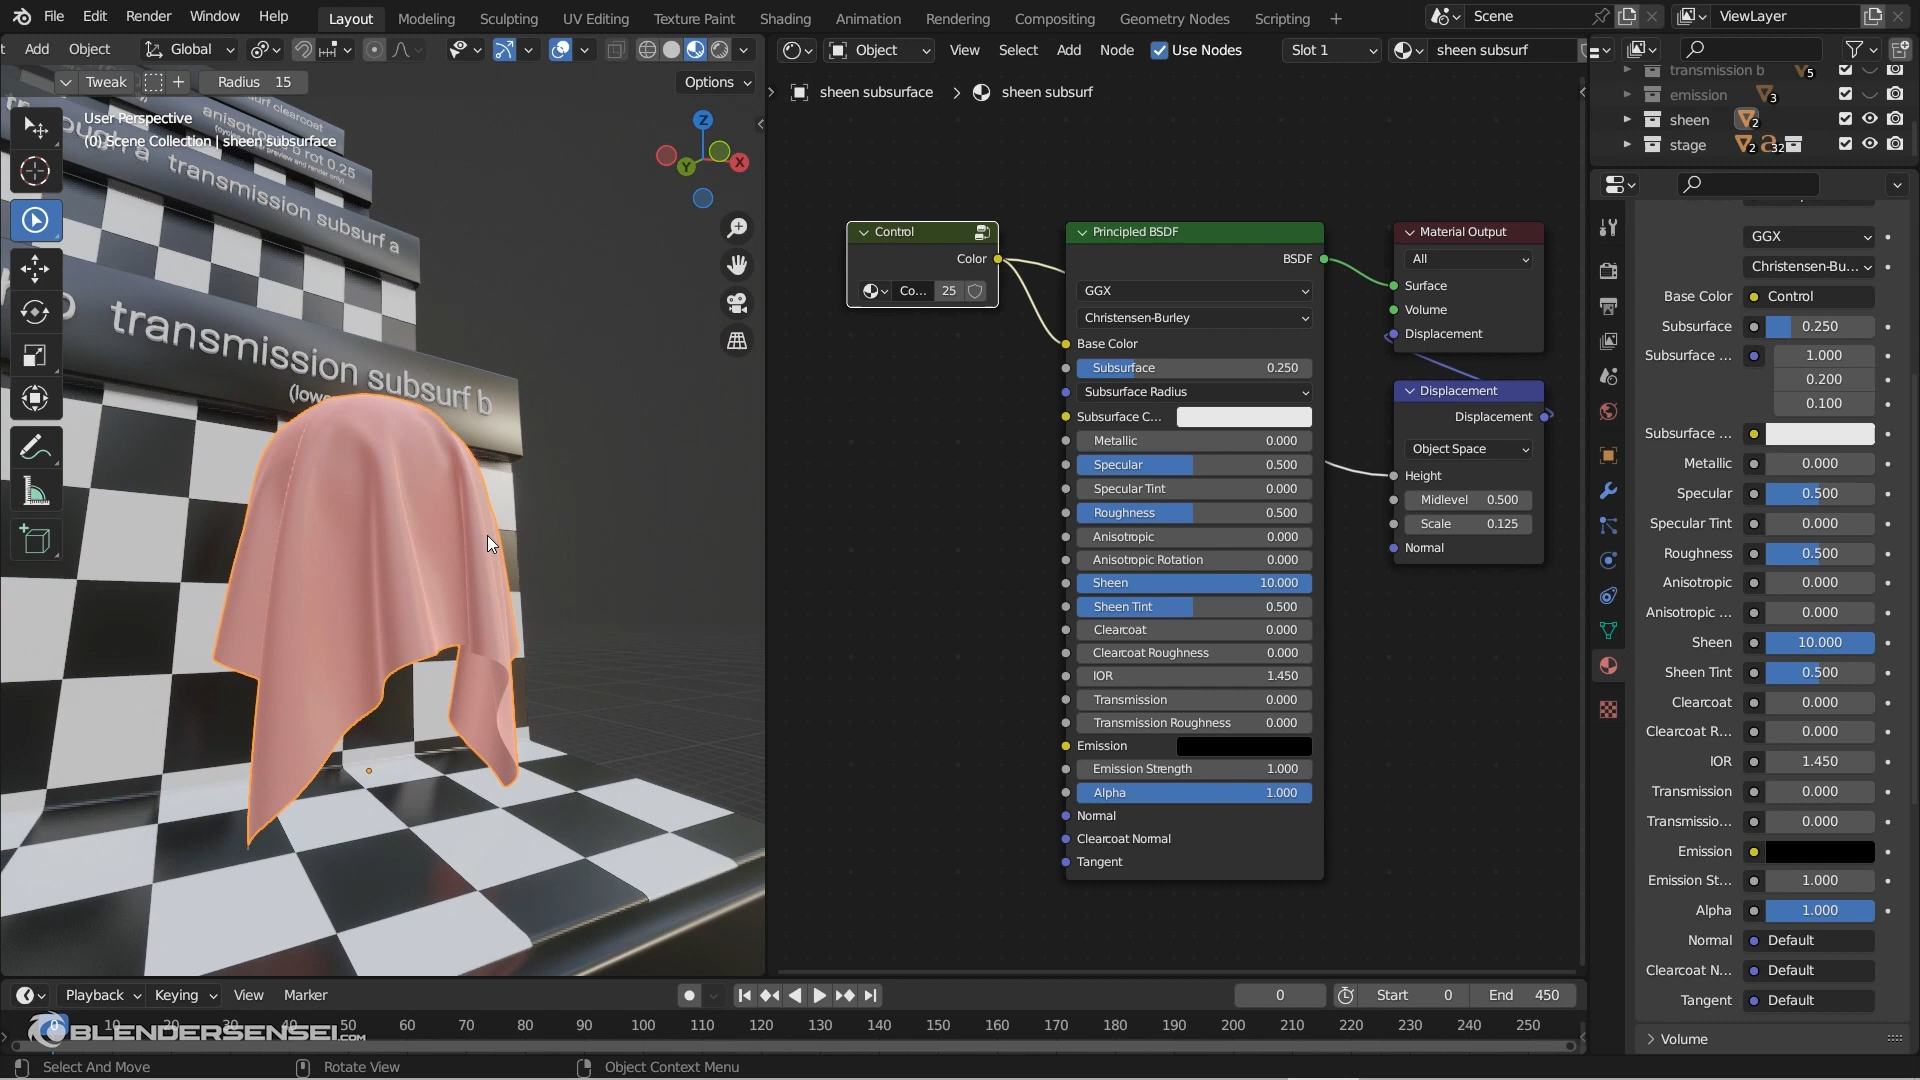 File Edit Render Window Help Layout Modeling Sculpting UV Editing Texture Paint Shading Animation Rendering Compositing Geometry Nodes Scripting + Scene ViewLayer
Add Object Global Object View Select Add Node Use Nodes Slot 1 sheen subsurf
Tweak Radius 15 Options
sheen subsurface > sheen subsurf
User Perspective
(0) Scene Collection | sheen subsurface
Z
X
Y
surf clearcoat
anisotrop
b rot 0.25
preview and render only)
transmission subsurf a
transmission subsurf b
(low
transmission b 5
emission 3
sheen 2
stage 2 32
Control
Color
Co... 25
Principled BSDF
BSDF
GGX
Christensen-Burley
Base Color
Subsurface 0.250
Subsurface Radius
Subsurface C...
Metallic 0.000
Specular 0.500
Specular Tint 0.000
Roughness 0.500
Anisotropic 0.000
Anisotropic Rotation 0.000
Sheen 10.000
Sheen Tint 0.500
Clearcoat 0.000
Clearcoat Roughness 0.000
IOR 1.450
Transmission 0.000
Transmission Roughness 0.000
Emission
Emission Strength 1.000
Alpha 1.000
Normal
Clearcoat Normal
Tangent
Material Output
All
Surface
Volume
Displacement
Displacement
Displacement
Object Space
Height
Midlevel 0.500
Scale 0.125
Normal
GGX
Christensen-Bu...
Base Color Control
Subsurface 0.250
Subsurface ... 1.000
0.200
0.100
Subsurface ...
Metallic 0.000
Specular 0.500
Specular Tint 0.000
Roughness 0.500
Anisotropic 0.000
Anisotropic ... 0.000
Sheen 10.000
Sheen Tint 0.500
Clearcoat 0.000
Clearcoat R... 0.000
IOR 1.450
Transmission 0.000
Transmissio... 0.000
Emission
Emission St... 1.000
Alpha 1.000
Normal Default
Clearcoat N... Default
Tangent Default
Volume
Playback Keying View Marker 0 Start 0 End 450
0 10 20 30 40 50 60 70 80 90 100 110 120 130 140 150 160 170 180 190 200 210 220 230 240 250
BLENDERSENSEI.COM
Select And Move Rotate View Object Context Menu